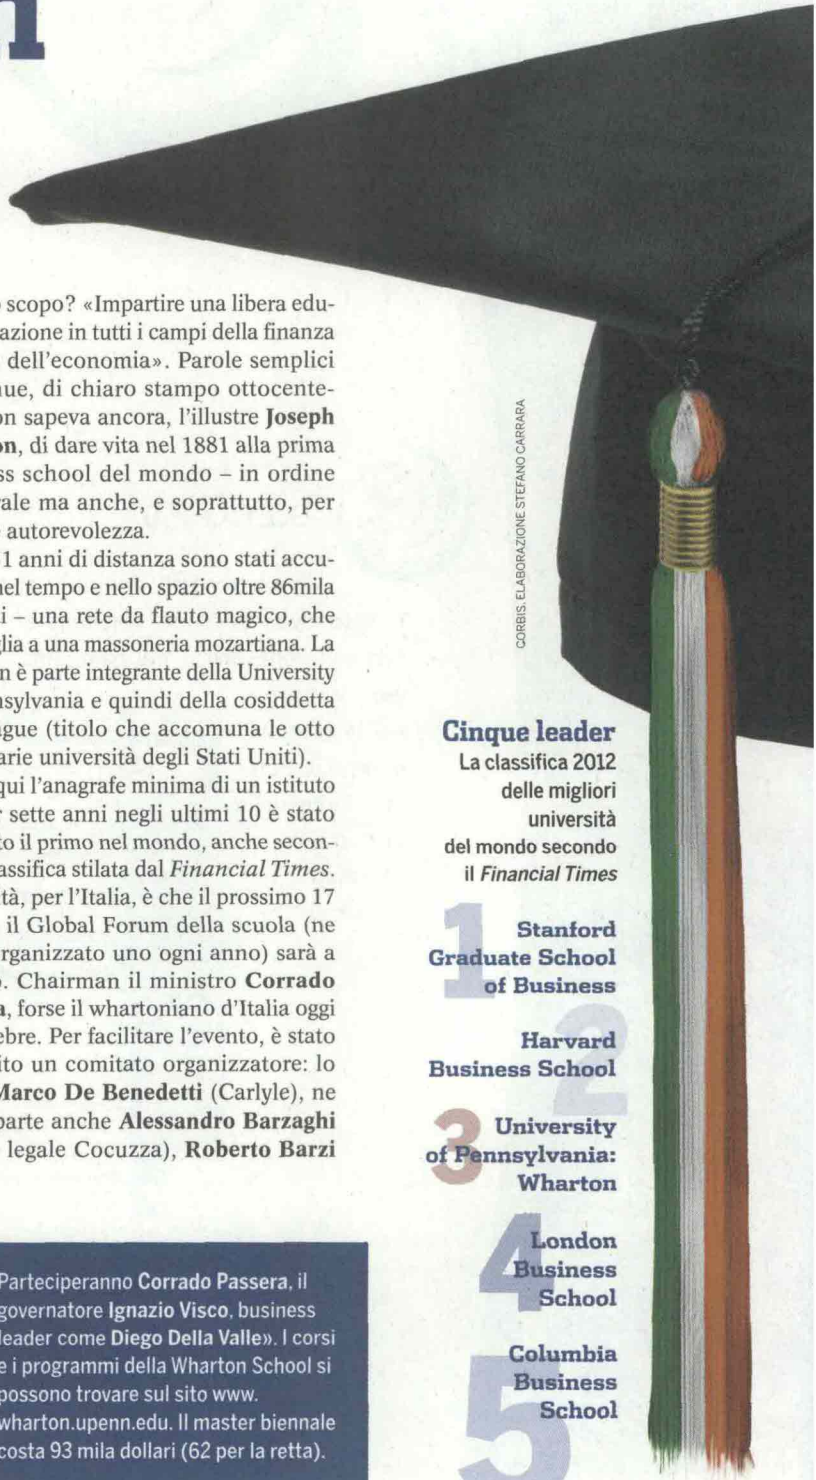 scopo? «Impartire una libera edu-
azione in tutti i campi della finanza
dell'economia». Parole semplici
ue, di chiaro stampo ottocente-
on sapeva ancora, l'illustre Joseph
on, di dare vita nel 1881 alla prima
ss school del mondo – in ordine
ale ma anche, e soprattutto, per
autorevolezza.
1 anni di distanza sono stati accu-
nel tempo e nello spazio oltre 86mila
i – una rete da flauto magico, che
glia a una massoneria mozartiana. La
n è parte integrante della University
nsylvania e quindi della cosiddetta
ague (titolo che accomuna le otto
arie università degli Stati Uniti).
qui l'anagrafe minima di un istituto
r sette anni negli ultimi 10 è stato
to il primo nel mondo, anche secon-
assifica stilata dal Financial Times.
tà, per l'Italia, è che il prossimo 17
il Global Forum della scuola (ne
organizzato uno ogni anno) sarà a
. Chairman il ministro Corrado
a, forse il whartoniano d'Italia oggi
ebre. Per facilitare l'evento, è stato
ito un comitato organizzatore: lo
Marco De Benedetti (Carlyle), ne
parte anche Alessandro Barzaghi
legale Cocuzza), Roberto Barzi
Parteciperanno Corrado Passera, il
governatore Ignazio Visco, business
leader come Diego Della Valle». I corsi
e i programmi della Wharton School si
possono trovare sul sito www.
wharton.upenn.edu. Il master biennale
costa 93 mila dollari (62 per la retta).
CORBIS, ELABORAZIONE STEFANO CARRARA
Cinque leader
La classifica 2012
delle migliori
università
del mondo secondo
il Financial Times
1 Stanford
Graduate School
of Business
2 Harvard
Business School
3 University
of Pennsylvania:
Wharton
4 London
Business
School
5 Columbia
Business
School